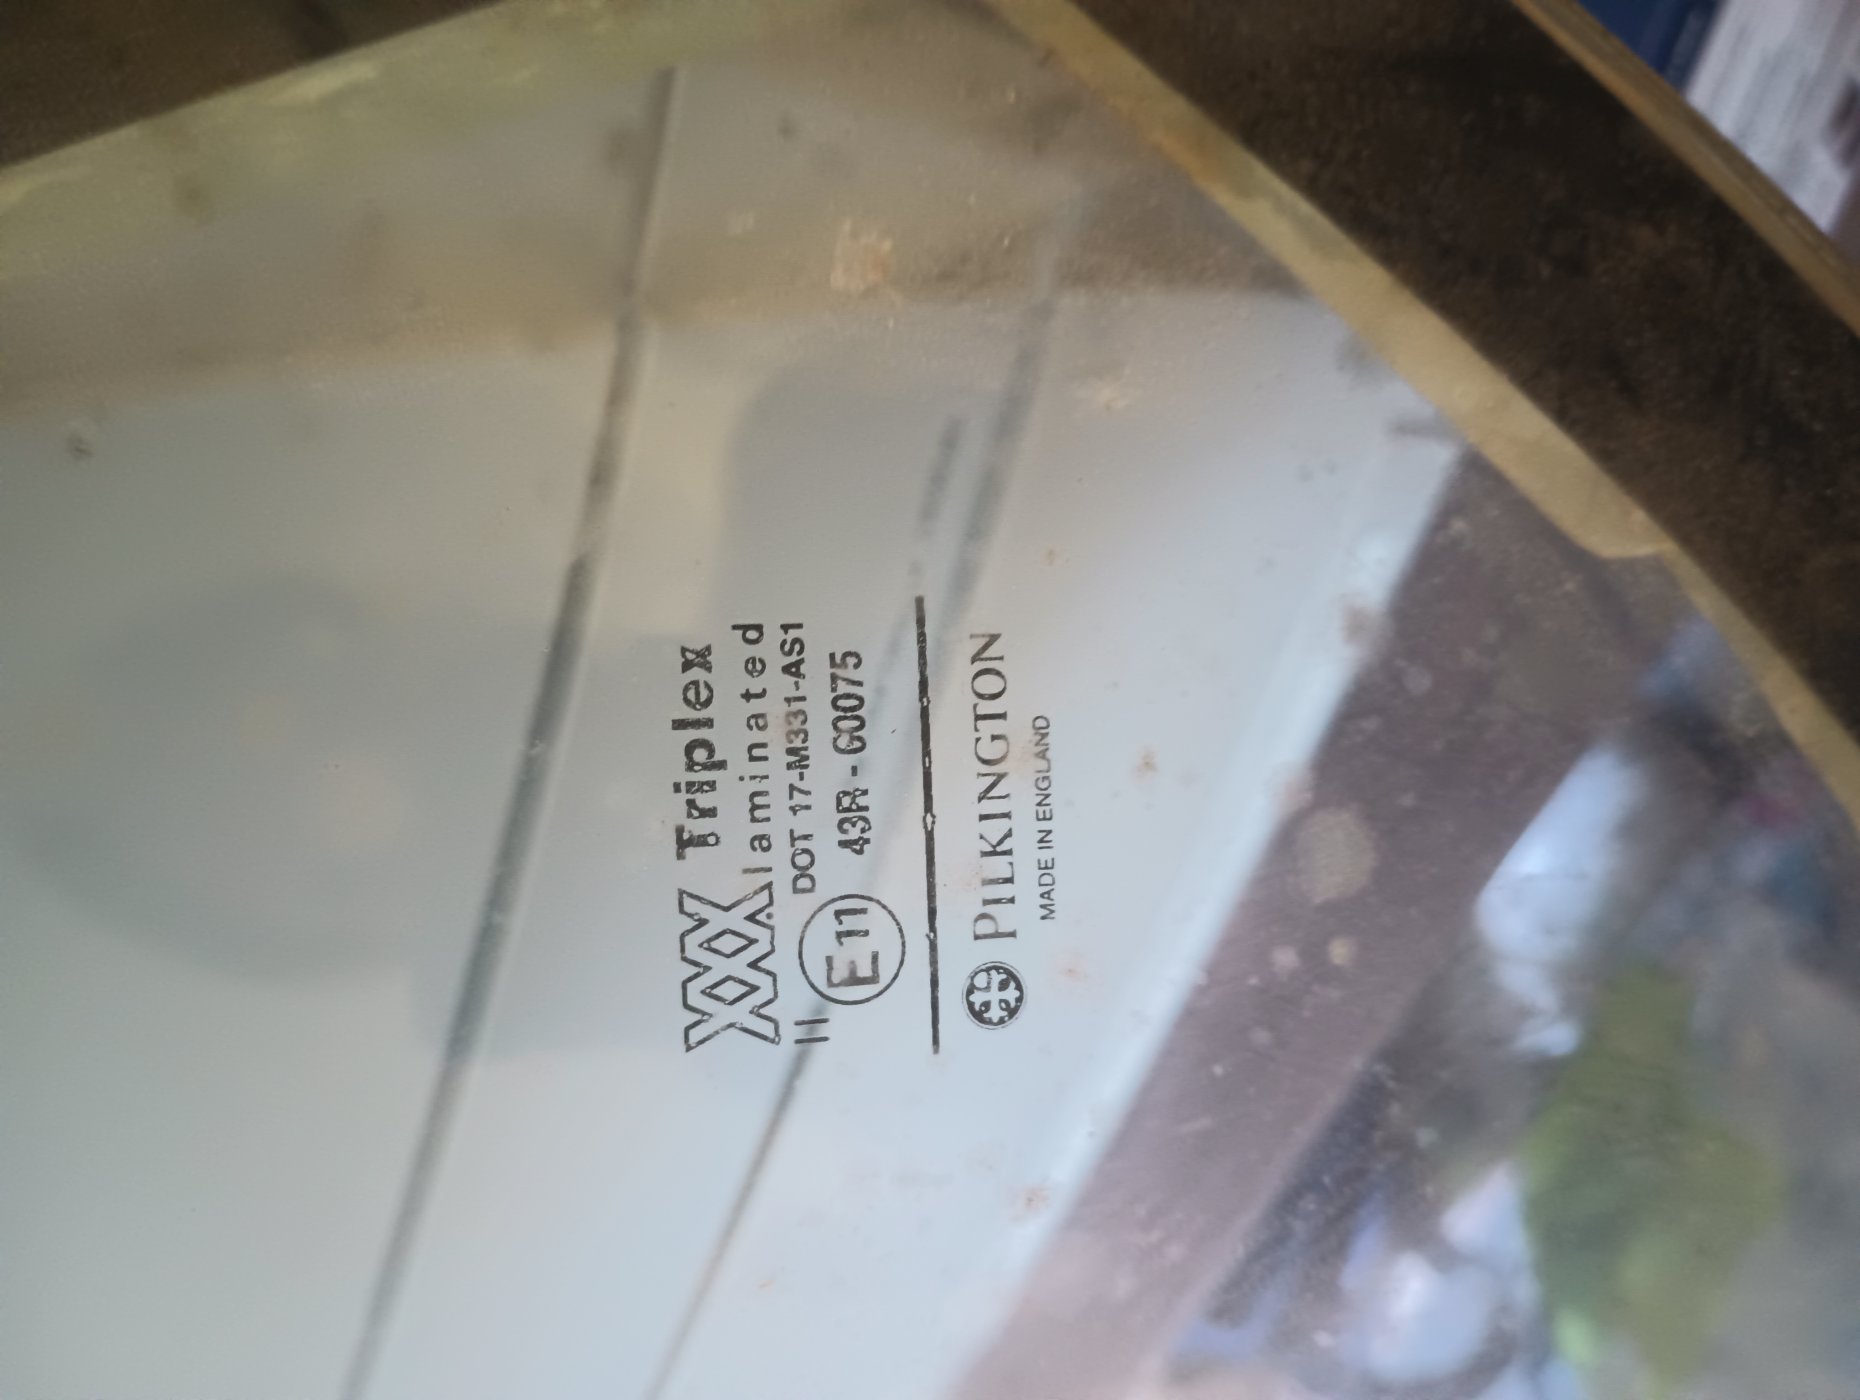 Triplex
laminated
II DOT 17-M331-AS1
E11 43R - 00075
PILKINGTON
MADE IN ENGLAND